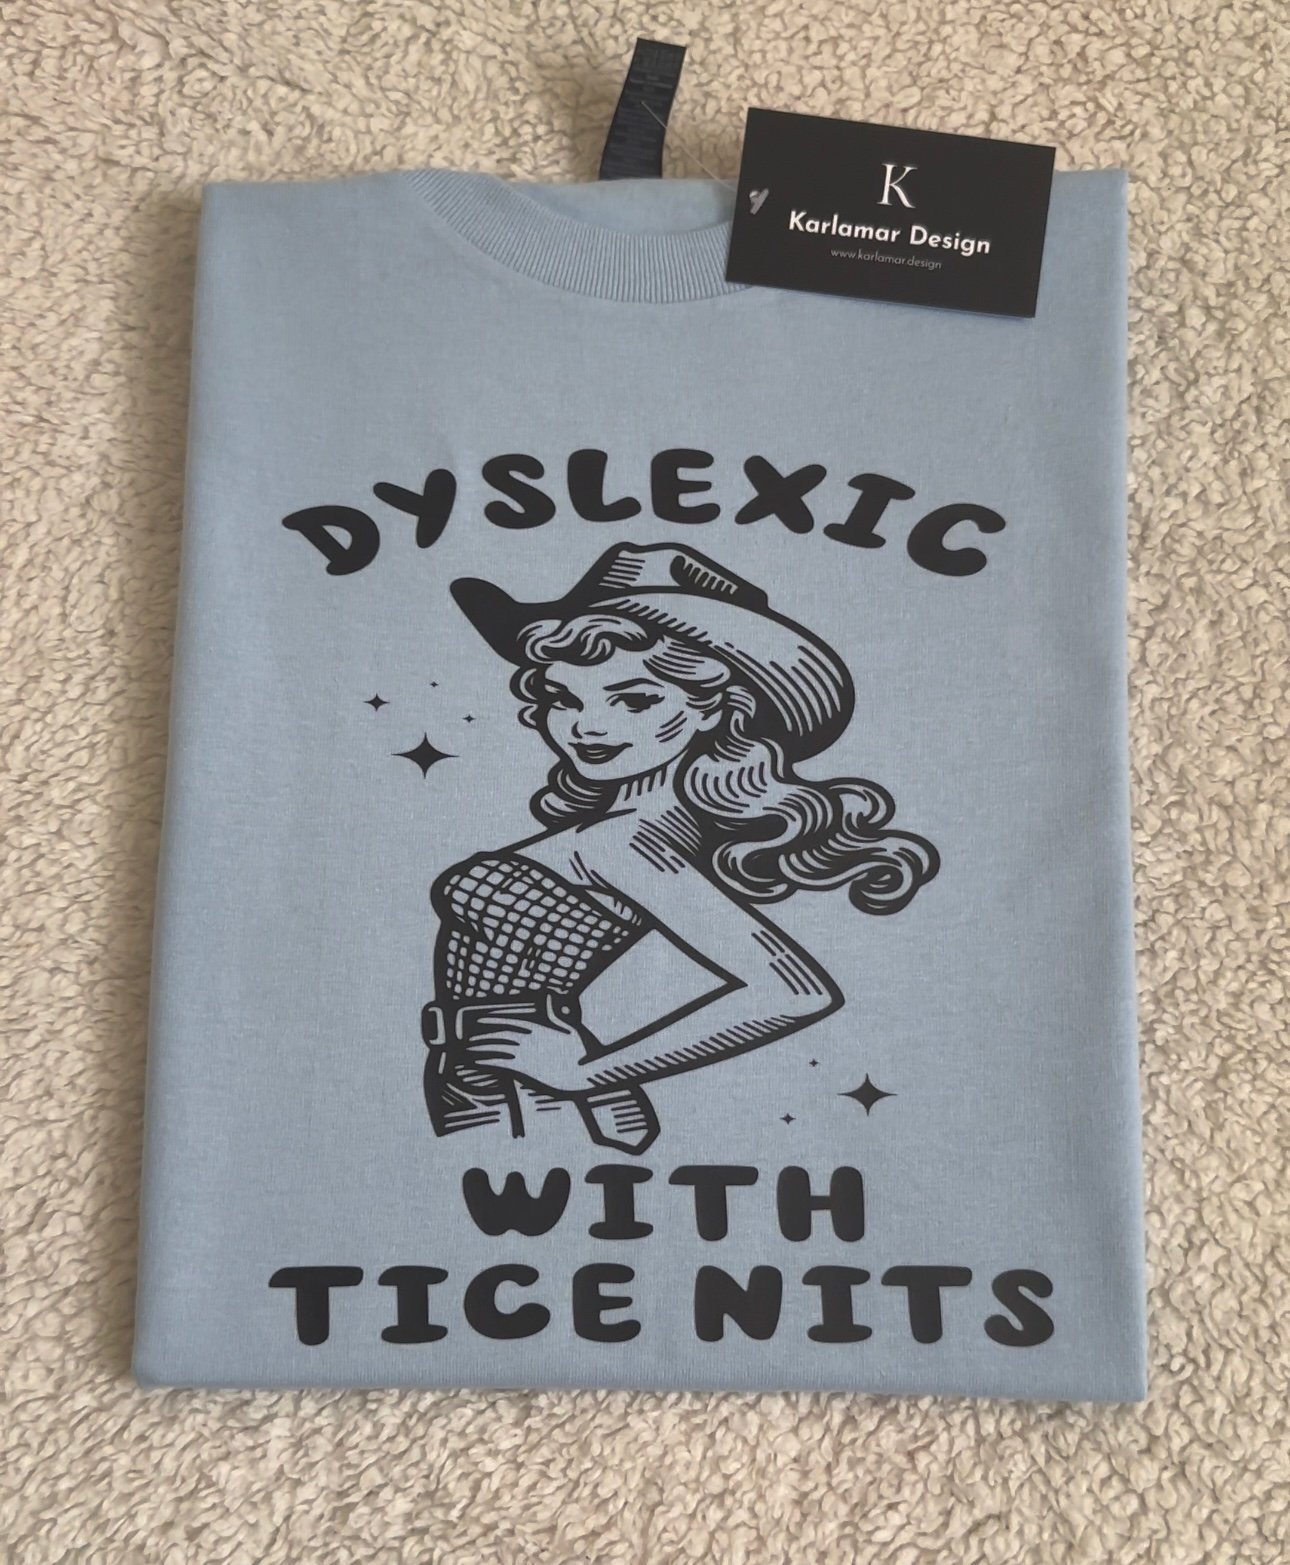 K
Karlamar Design
www.karlamar.design
DYSLEXIC
WITH
TICE NITS